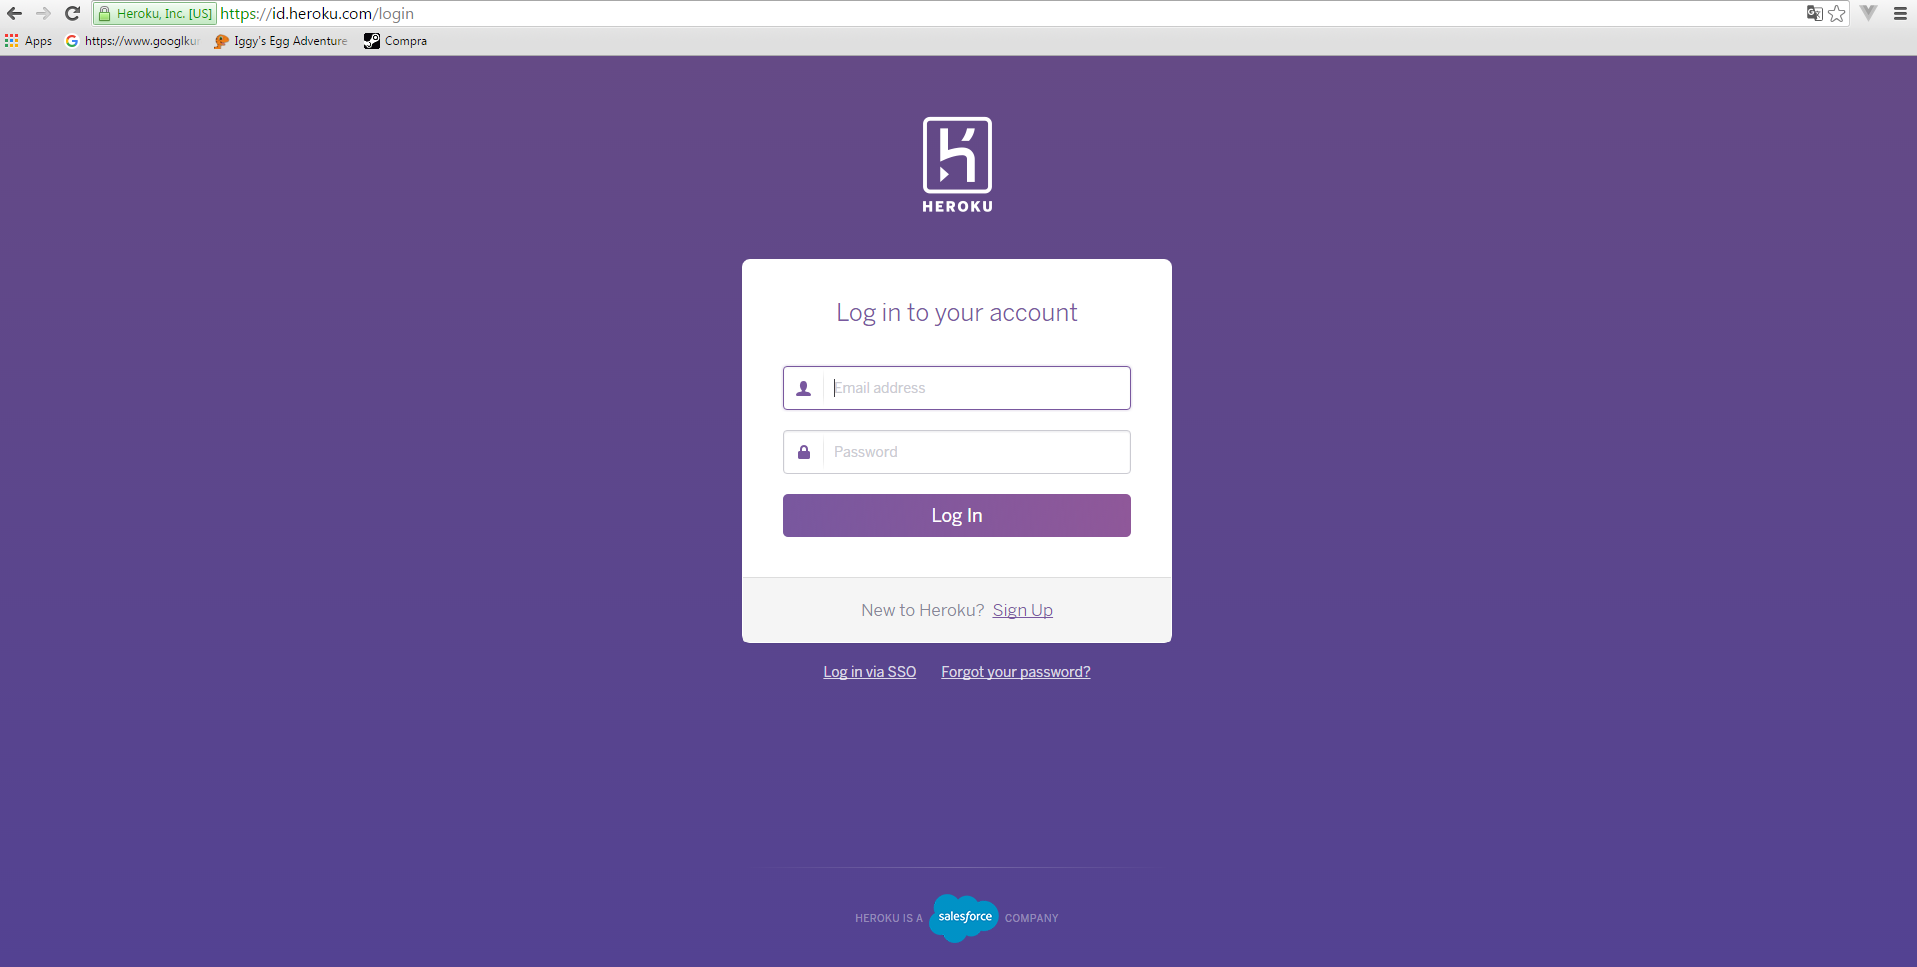 Heroku, Inc. [US] https://id.heroku.com/login
Apps https://www.googlkur Iggy's Egg Adventure Compra
HEROKU
Log in to your account
Email address
Password
Log In
New to Heroku? Sign Up
Log in via SSO Forgot your password?
HEROKU IS A salesforce COMPANY